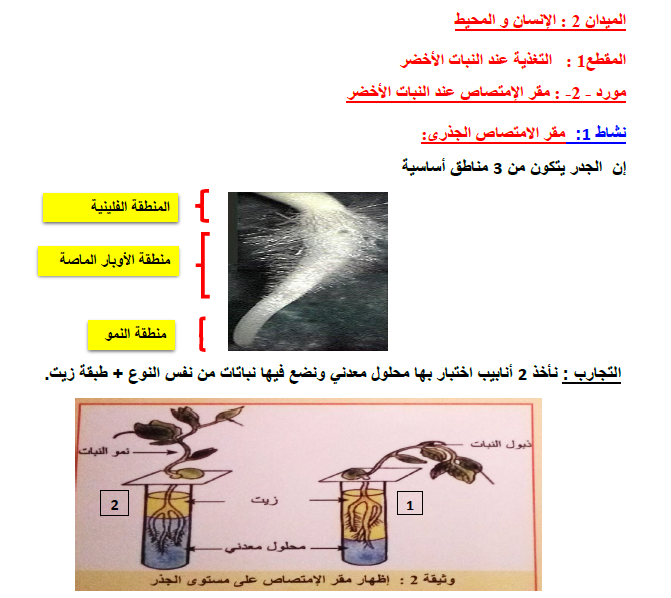 الميدان 2 : الإنسان و المحيط
المقطع1 : التغذية عند النبات الأخضر
مورد - 2- : مقر الإمتصاص عند النبات الأخضر
نشاط 1: مقر الامتصاص الجذري:
إن الجدر يتكون من 3 مناطق أساسية
المنطقة الفلينية
منطقة الأوبار الماصة
منطقة النمو
التجارب : نأخذ 2 أنابيب اختبار بها محلول معدني ونضع فيها نباتات من نفس النوع + طبقة زيت.
ذبول النبات
نمو النبات
زيت
1
2
محلول معدني
وثيقة 2 : إظهار مقر الإمتصاص على مستوى الجذر